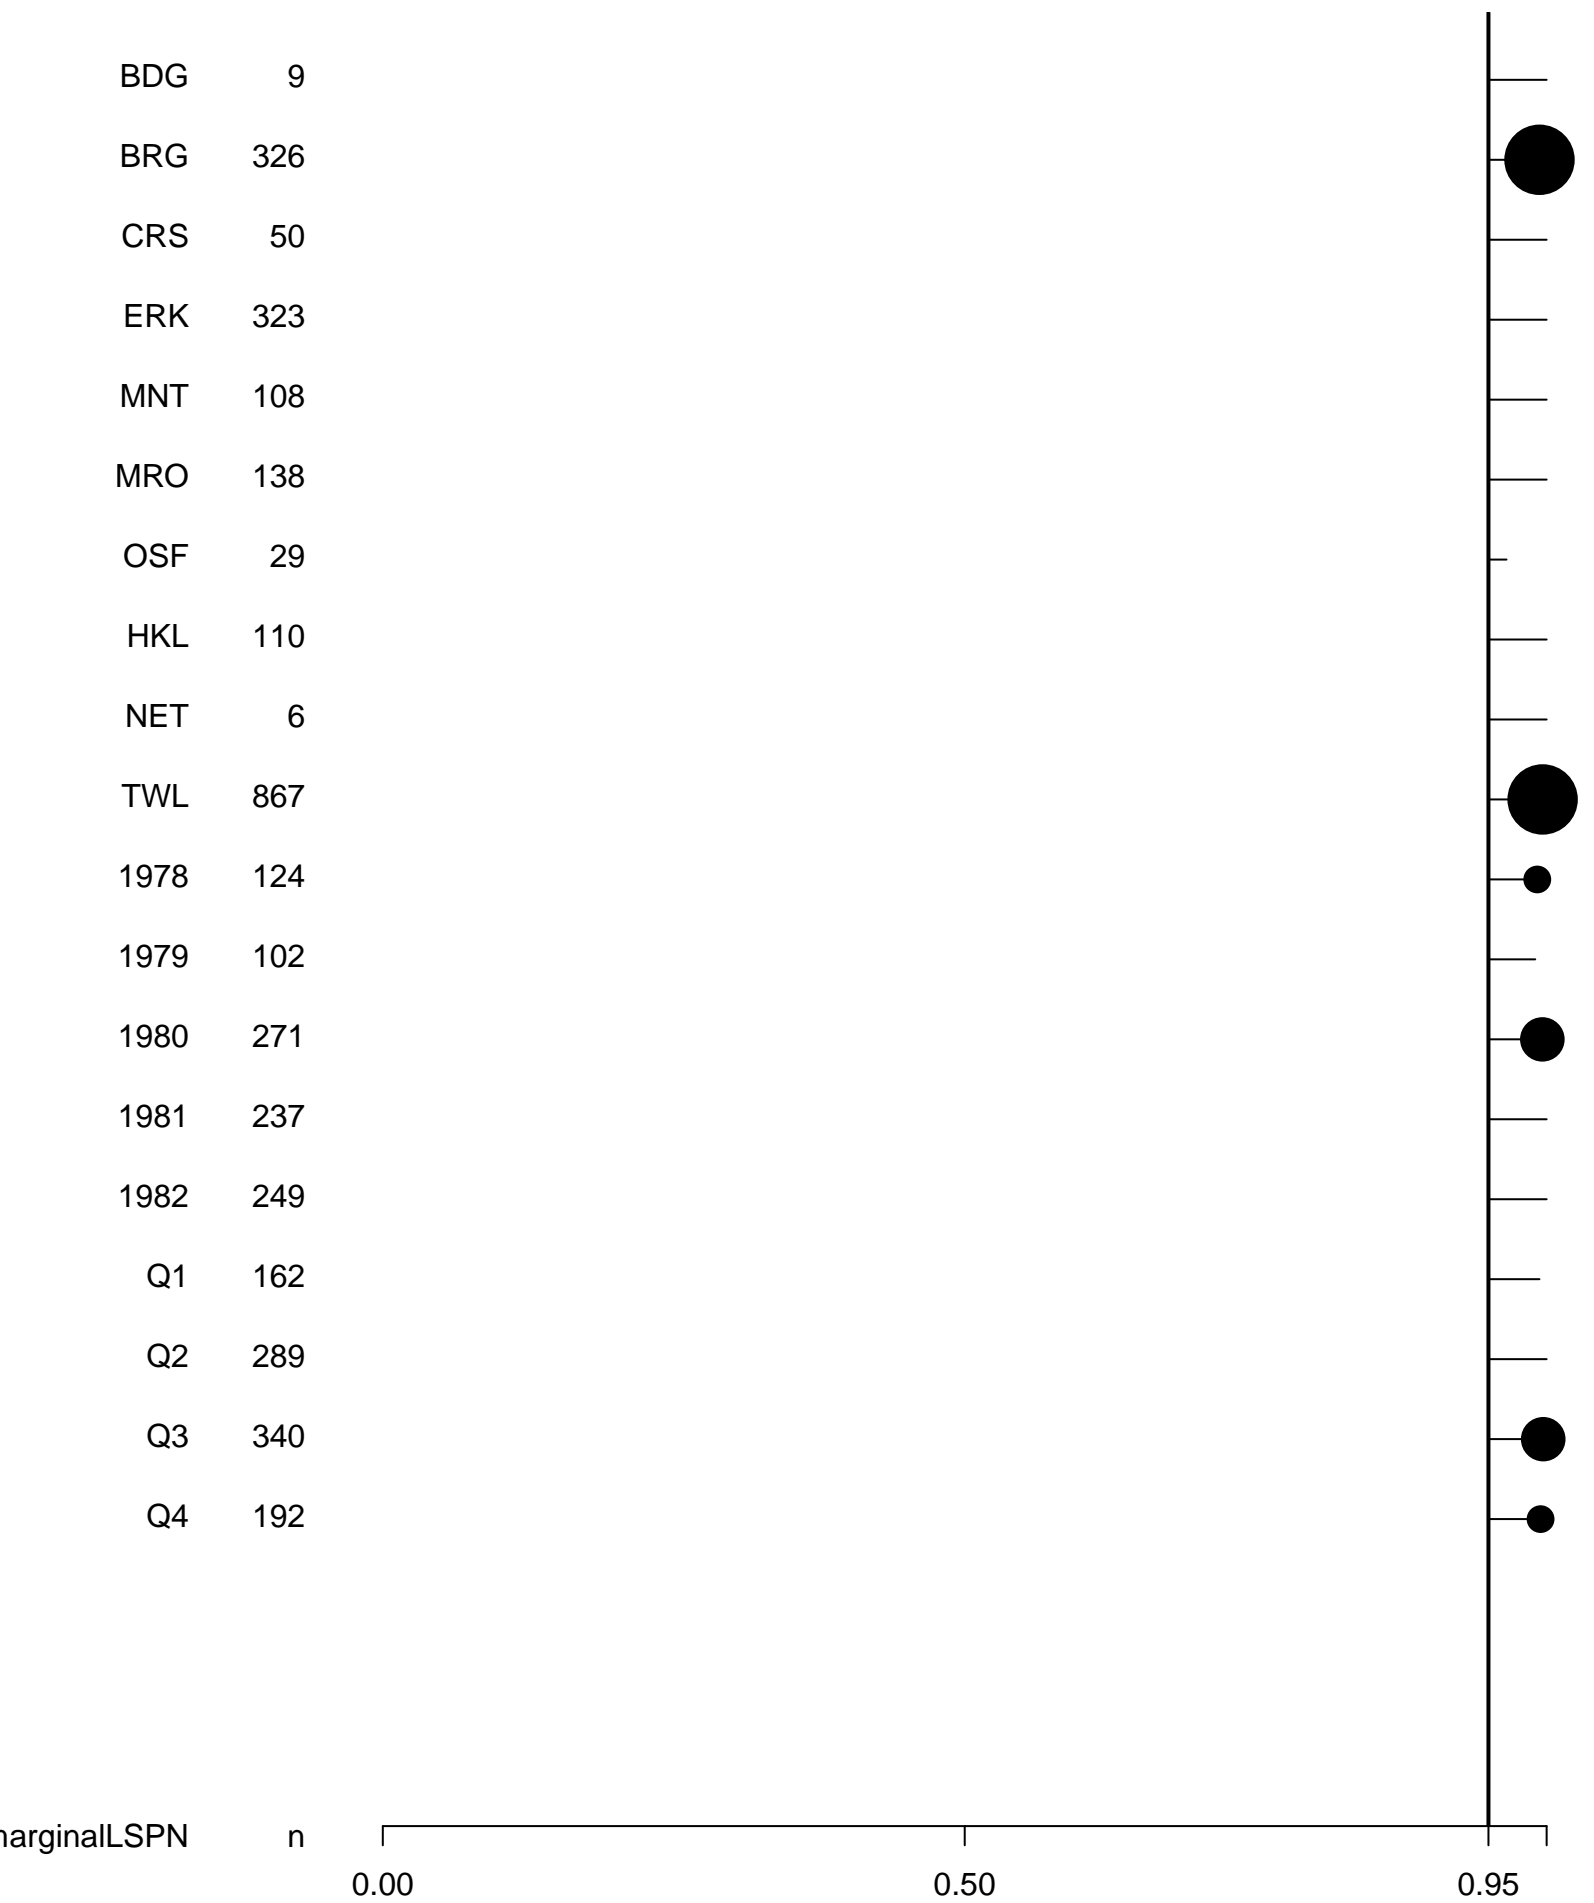 BDG 9
BRG 326
CRS 50
ERK 323
MNT 108
MRO 138
OSF 29
HKL 110
NET 6
TWL 867
1978 124
1979 102
1980 271
1981 237
1982 249
Q1 162
Q2 289
Q3 340
Q4 192
arginalLSPN n
0.00 0.50 0.95